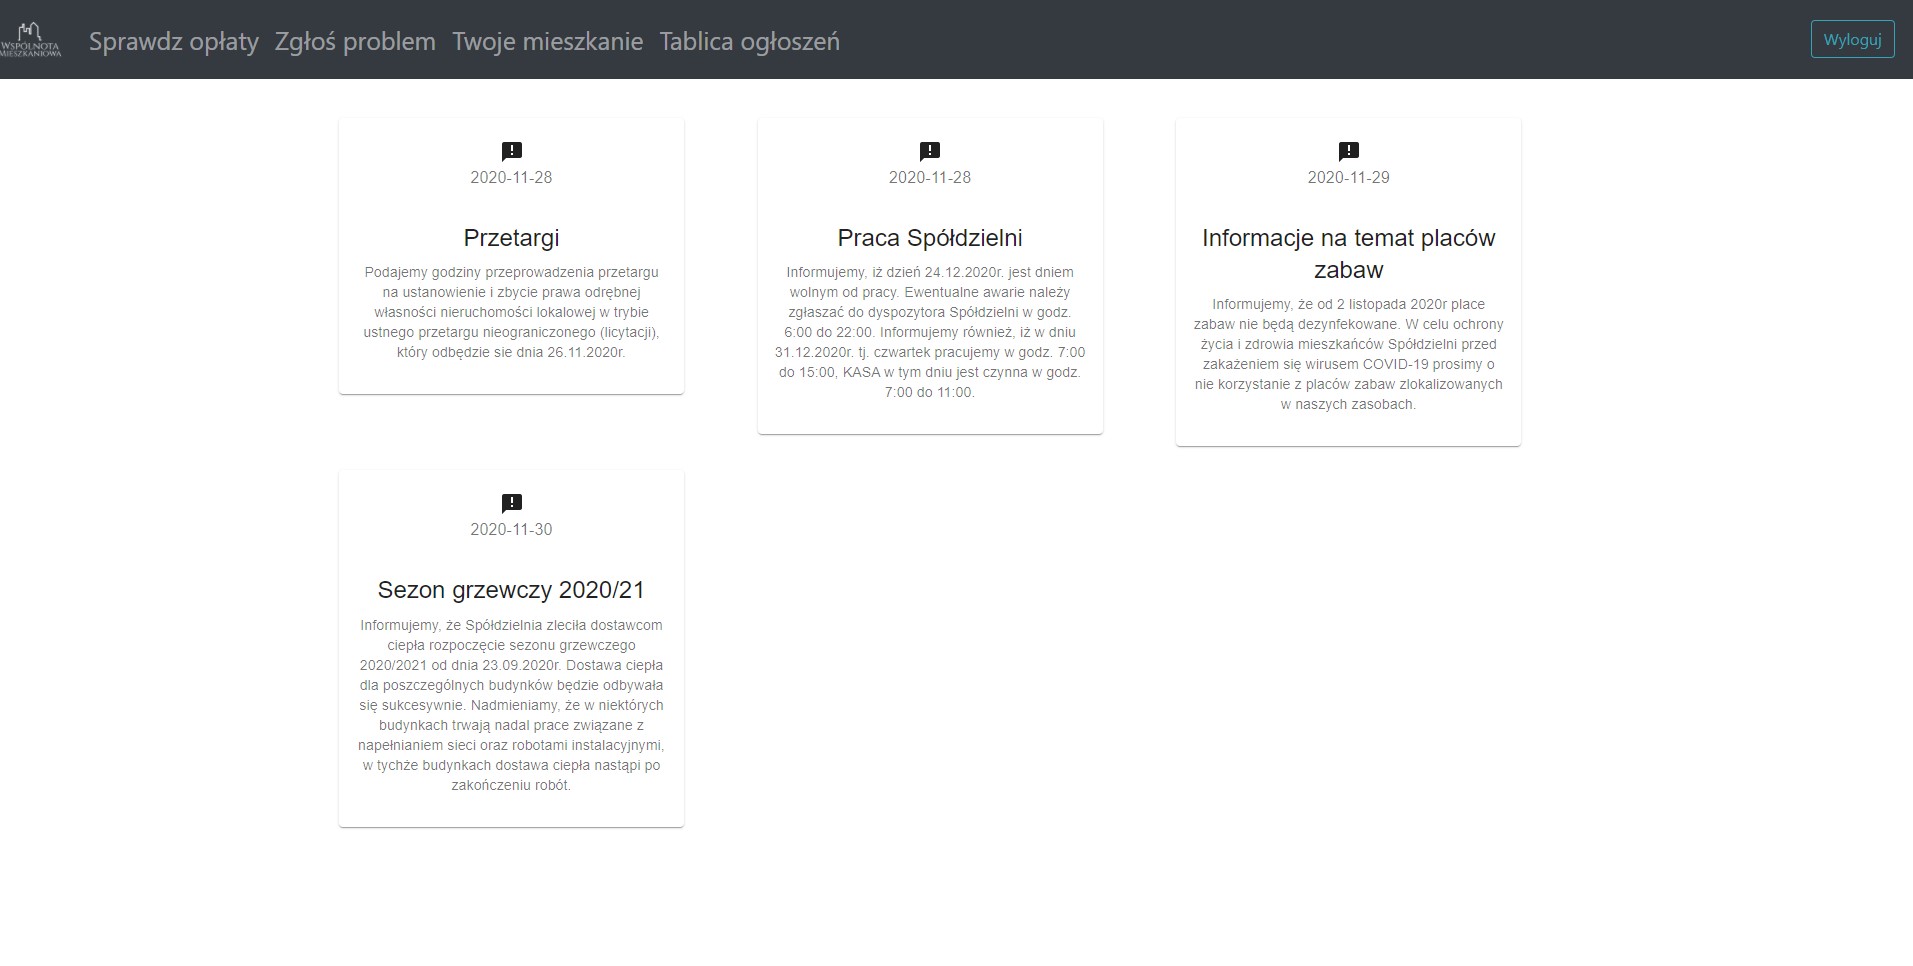 WSPÓLNOTA
MIESZKANIOWA
Sprawdz opłaty Zgłoś problem Twoje mieszkanie Tablica ogłoszeń
Wyloguj
2020-11-28
Przetargi
Podajemy godziny przeprowadzenia przetargu
na ustanowienie i zbycie prawa odrębnej
własności nieruchomości lokalowej w trybie
ustnego przetargu nieograniczonego (licytacji),
który odbędzie sie dnia 26.11.2020r.
2020-11-28
Praca Spółdzielni
Informujemy, iż dzień 24.12.2020r. jest dniem
wolnym od pracy. Ewentualne awarie należy
zgłaszać do dyspozytora Spółdzielni w godz.
6:00 do 22:00. Informujemy również, iż w dniu
31.12.2020r. tj. czwartek pracujemy w godz. 7:00
do 15:00, KASA w tym dniu jest czynna w godz.
7:00 do 11:00.
2020-11-29
Informacje na temat placów
zabaw
Informujemy, że od 2 listopada 2020r place
zabaw nie będą dezynfekowane. W celu ochrony
życia i zdrowia mieszkańców Spółdzielni przed
zakażeniem się wirusem COVID-19 prosimy o
nie korzystanie z placów zabaw zlokalizowanych
w naszych zasobach.
2020-11-30
Sezon grzewczy 2020/21
Informujemy, że Spółdzielnia zleciła dostawcom
ciepła rozpoczęcie sezonu grzewczego
2020/2021 od dnia 23.09.2020r. Dostawa ciepła
dla poszczególnych budynków będzie odbywała
się sukcesywnie. Nadmieniamy, że w niektórych
budynkach trwają nadal prace związane z
napełnianiem sieci oraz robotami instalacyjnymi,
w tychże budynkach dostawa ciepła nastąpi po
zakończeniu robót.